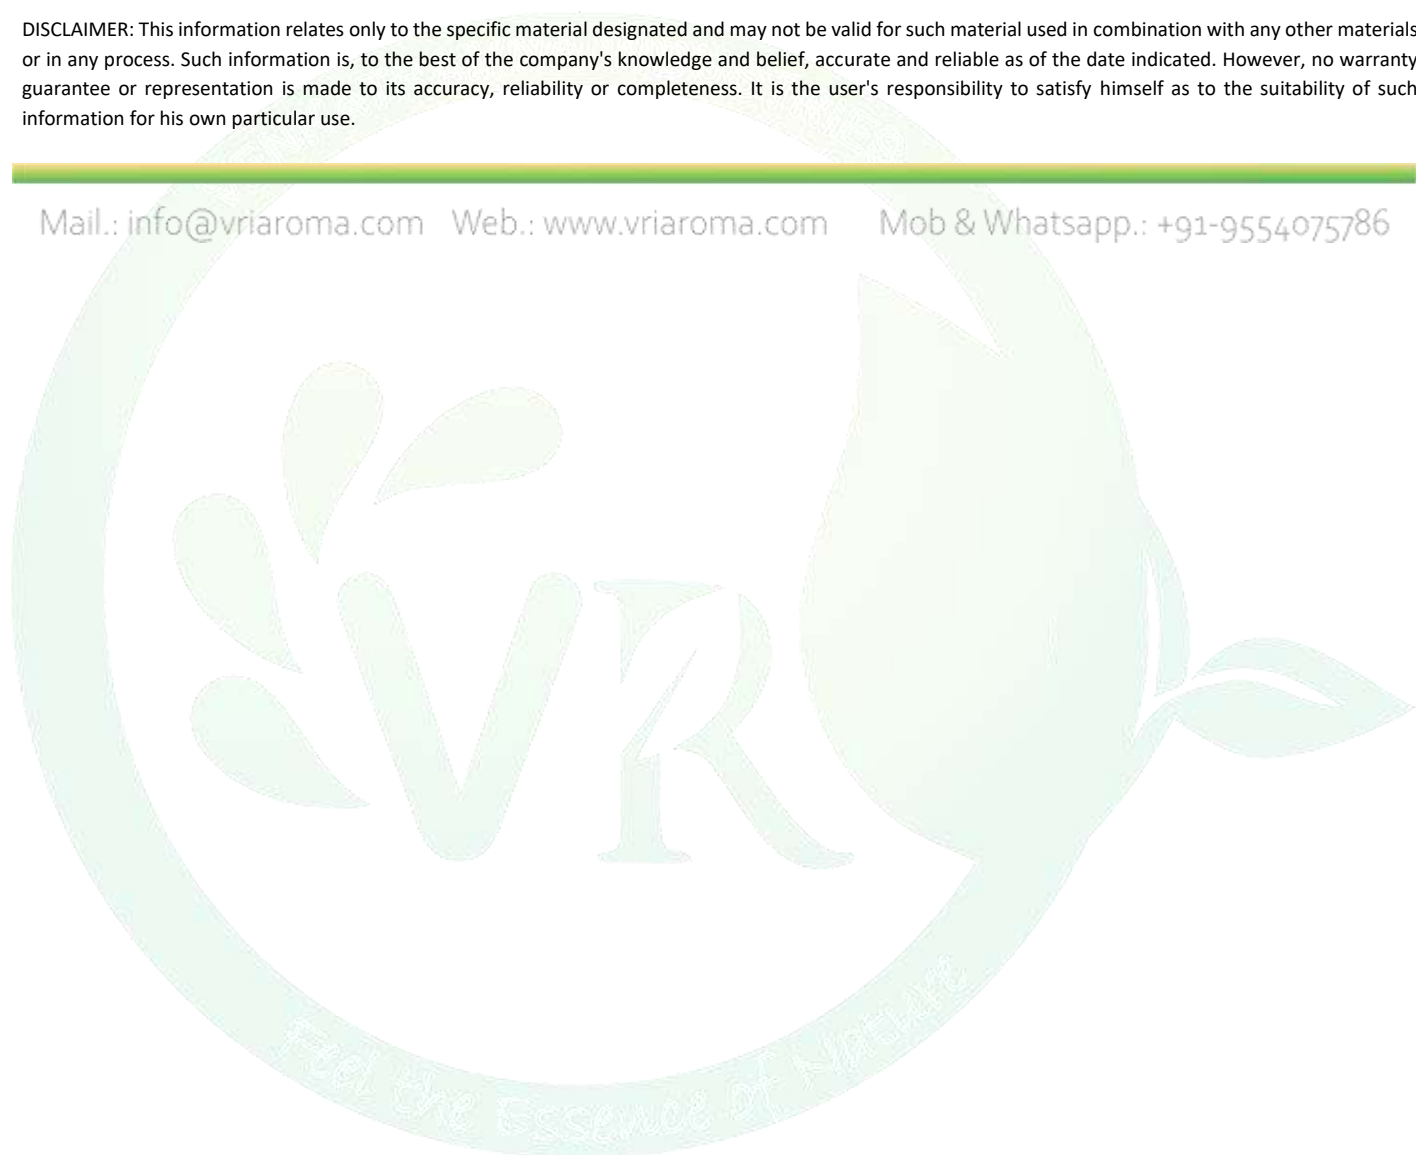 DISCLAIMER: This information relates only to the specific material designated and may not be valid for such material used in combination with any other materials
or in any process. Such information is, to the best of the company's knowledge and belief, accurate and reliable as of the date indicated. However, no warranty
guarantee or representation is made to its accuracy, reliability or completeness. It is the user's responsibility to satisfy himself as to the suitability of such
information for his own particular use.
Mail.: info@vriaroma.com Web.: www.vriaroma.com Mob & Whatsapp.: +91-9554075786
VR
Feel the Essence of Nature